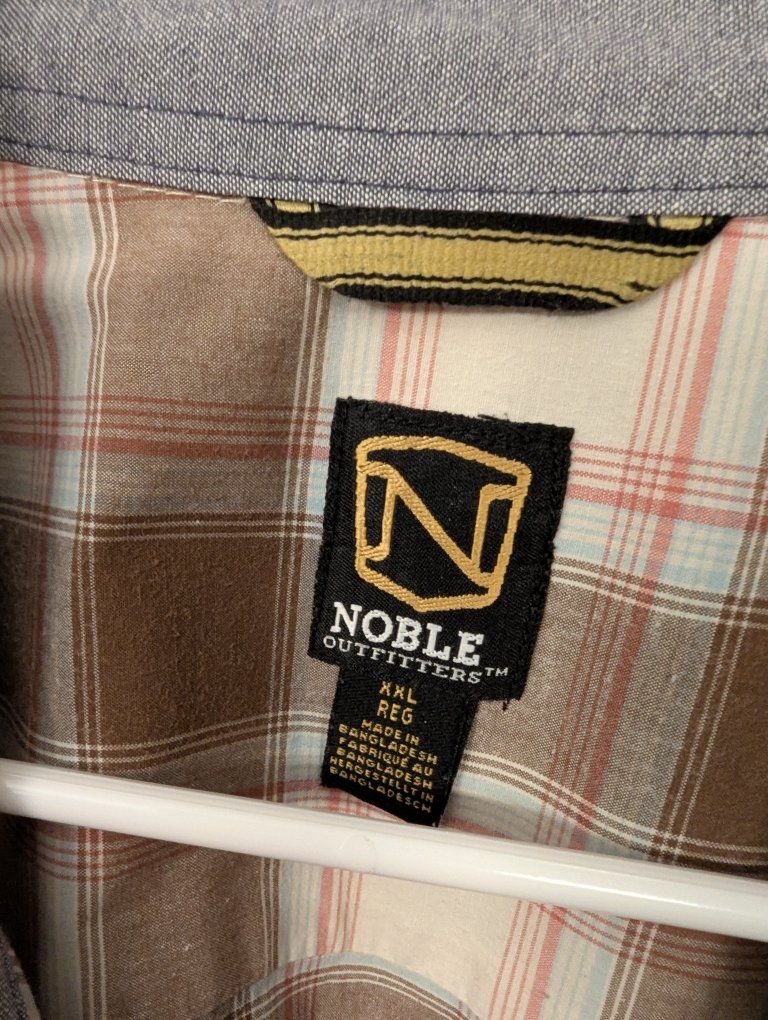 N
NOBLE
OUTFITTERS™
XXL
REG
MADE IN
BANGLADESH
FABRIQUÉ AU
BANGLADESH
HERGESTELLT IN
BANGLADESCH